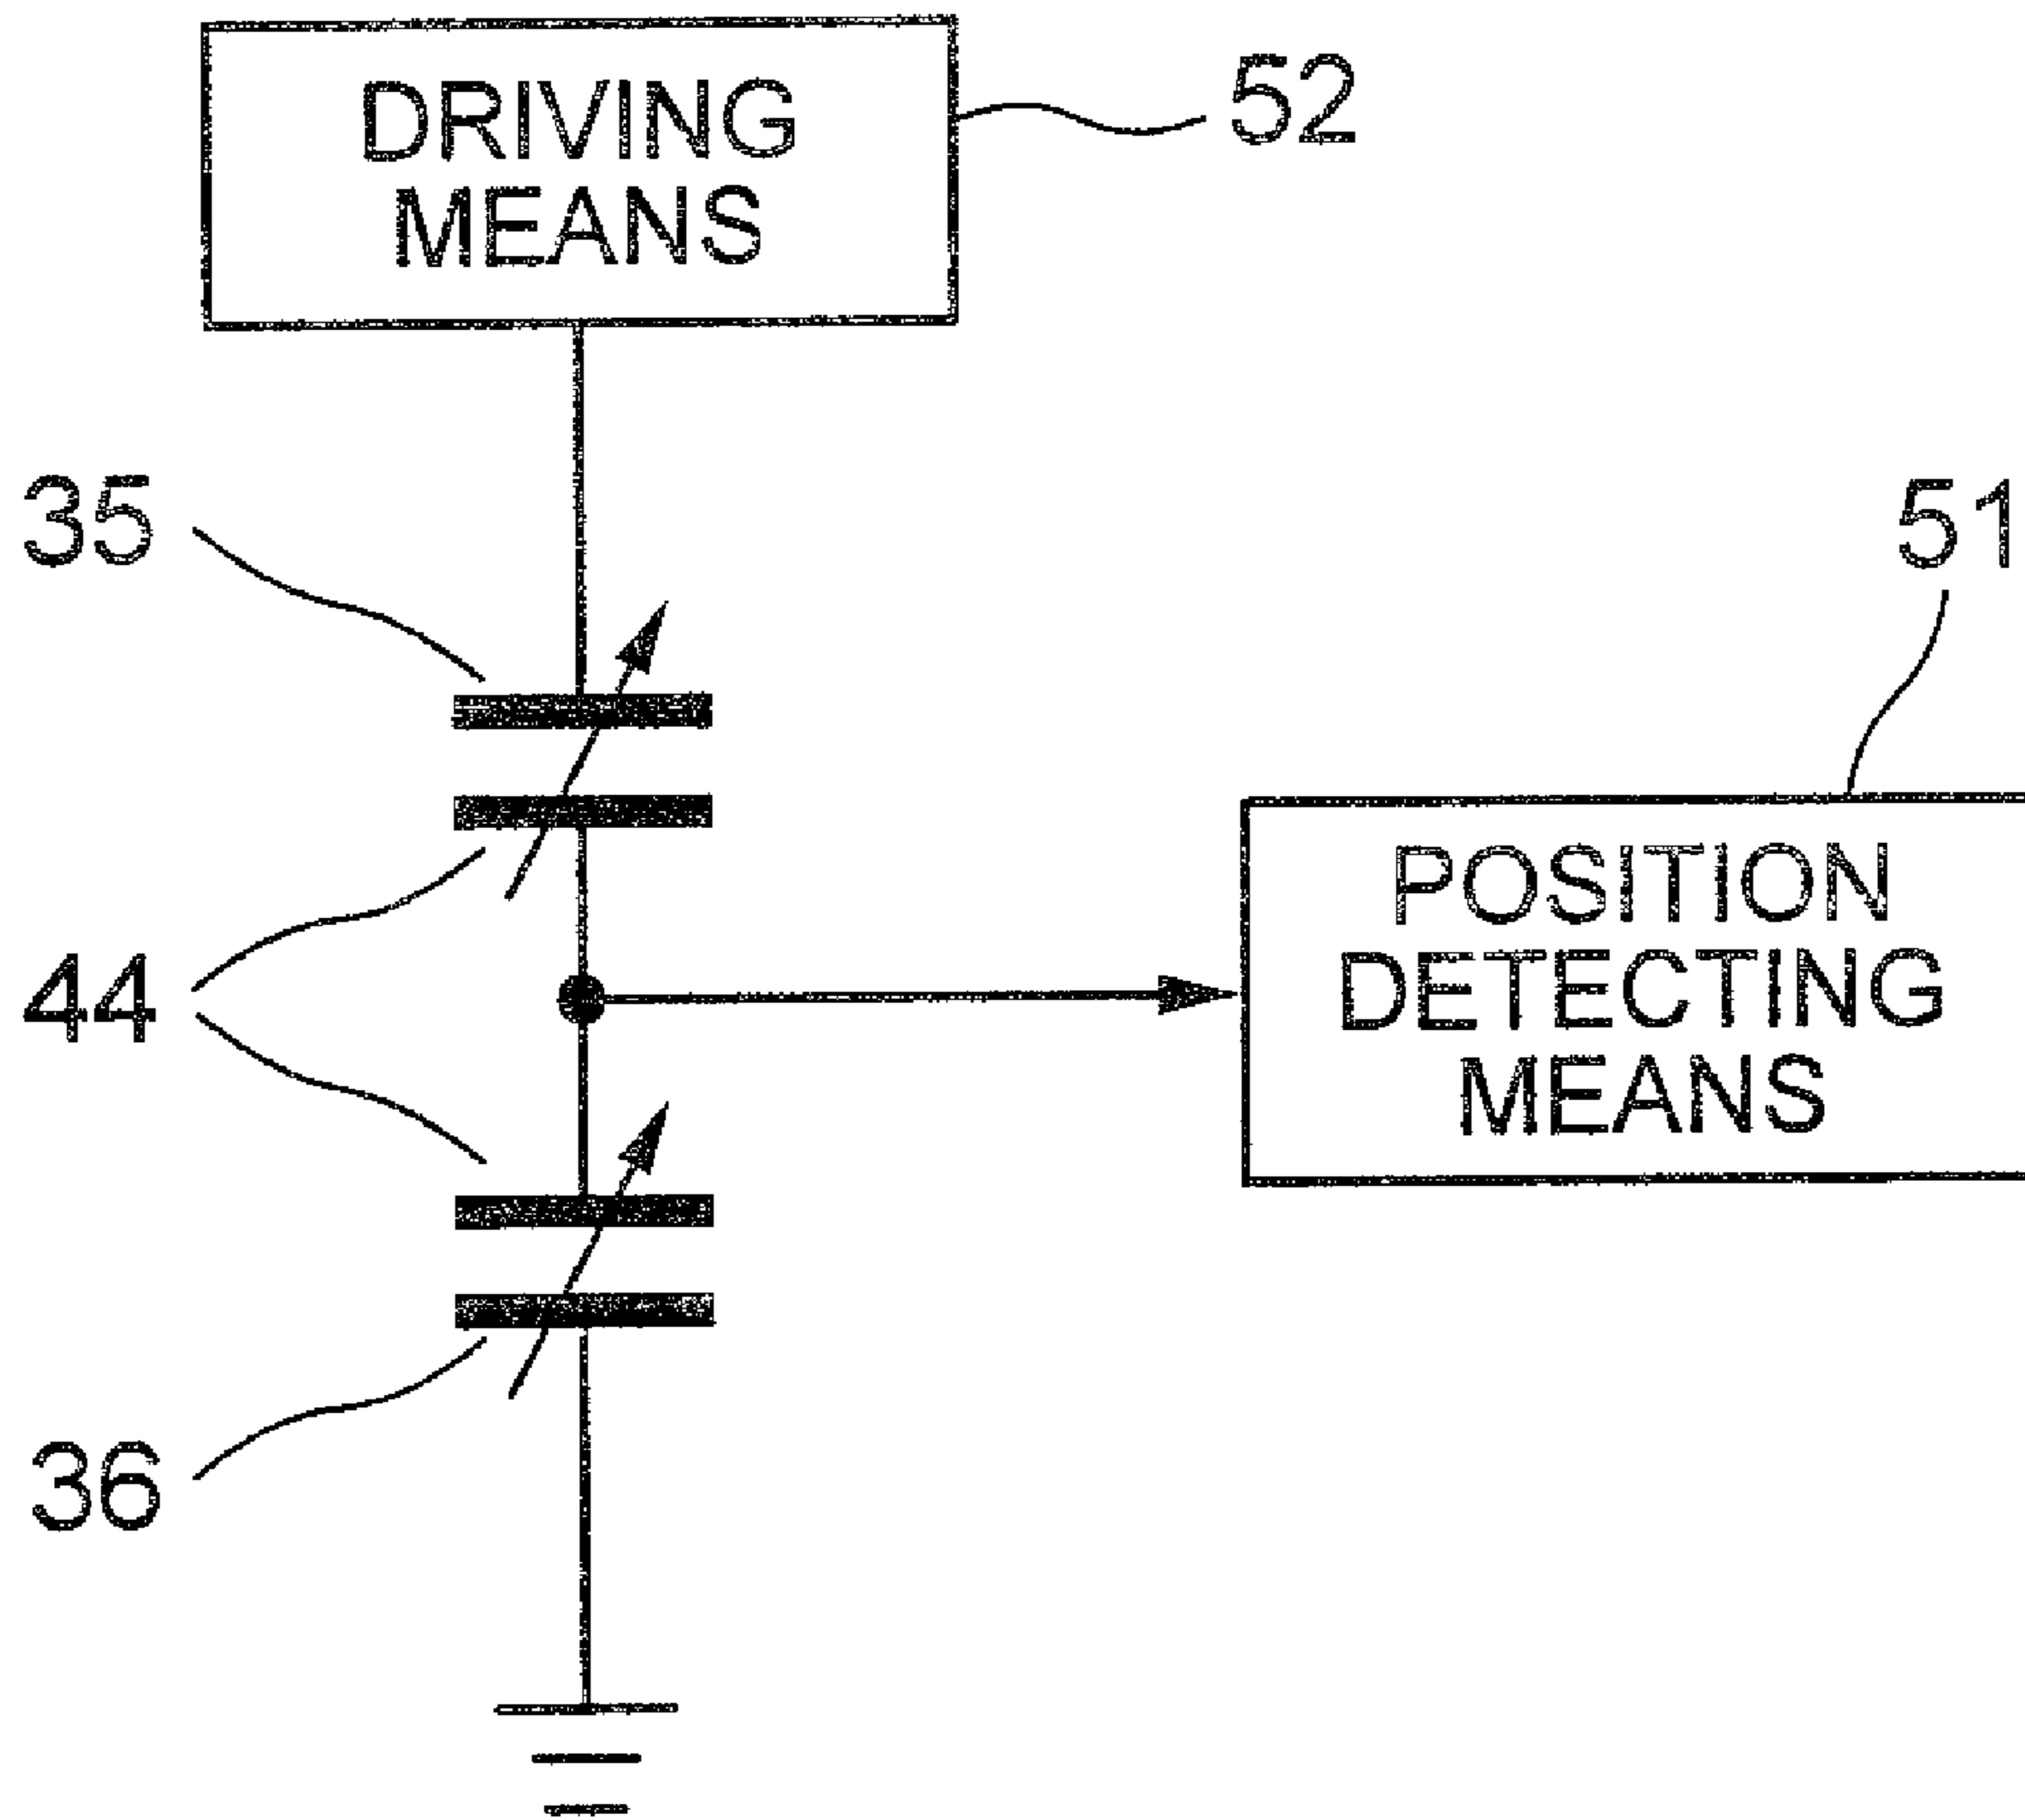 DRIVING
MEANS
52
35
51
POSITION
DETECTING
MEANS
44
36